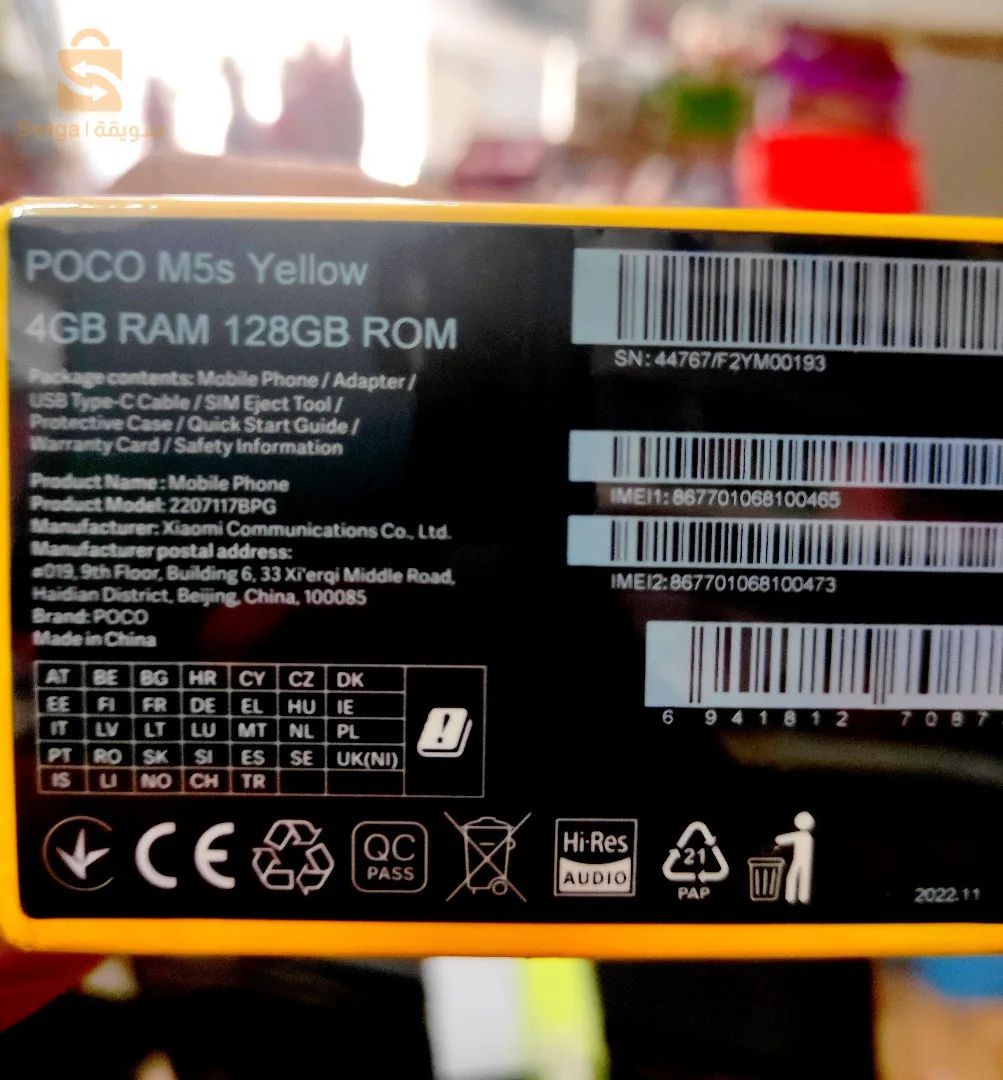 Swiga | سويقة
POCO M5s Yellow
4GB RAM 128GB ROM
Package contents: Mobile Phone / Adapter /
USB Type-C Cable / SIM Eject Tool /
Protective Case / Quick Start Guide /
Warranty Card / Safety Information
Product Name: Mobile Phone
Product Model: 2207117BPG
Manufacturer: Xiaomi Communications Co., Ltd.
Manufacturer postal address:
#019, 9th Floor, Building 6, 33 Xi'erqi Middle Road,
Haidian District, Beijing, China, 100085
Brand: POCO
Made in China
AT BE BG HR CY CZ DK
EE FI FR DE EL HU IE
IT LV LT LU MT NL PL
PT RO SK SI ES SE UK(NI)
IS LI NO CH TR
SN: 44767/F2YM00193
IMEI1: 867701068100465
IMEI2: 867701068100473
6 941812 7087
CE
QC PASS
Hi-Res
AUDIO
21
PAP
2022.11